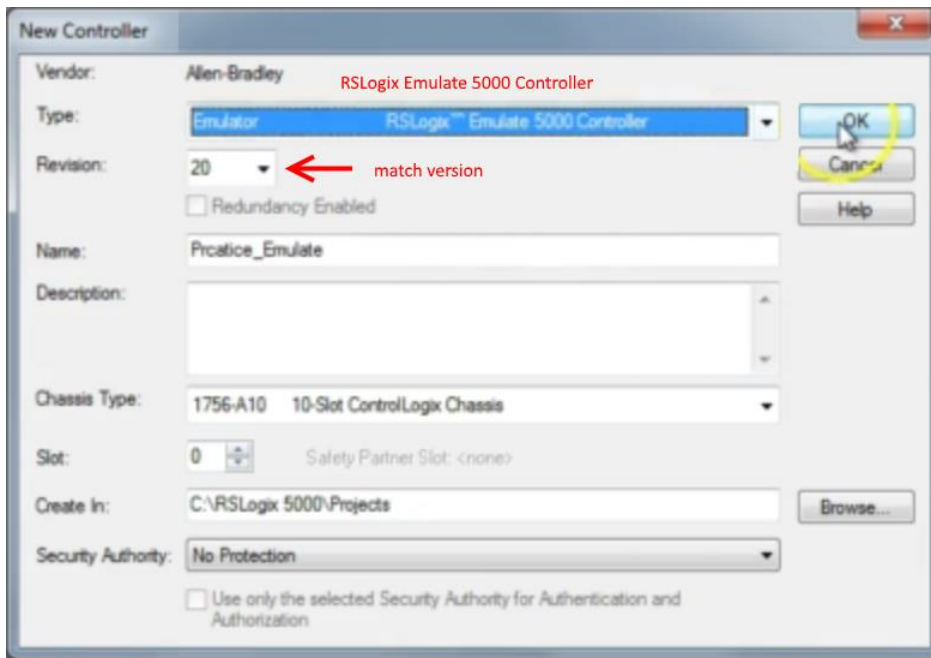 New Controller
Vendor: Allen-Bradley
RSLogix Emulate 5000 Controller
Type: Emulator RSLogix™ Emulate 5000 Controller OK
Revision: 20 match version Cancel
Redundancy Enabled Help
Name: Prcatice_Emulate
Description:
Chassis Type: 1756-A10 10-Slot ControlLogix Chassis
Slot: 0 Safety Partner Slot: <none>
Create In: C:\RSLogix 5000\Projects Browse...
Security Authority: No Protection
Use only the selected Security Authority for Authentication and
Authorization